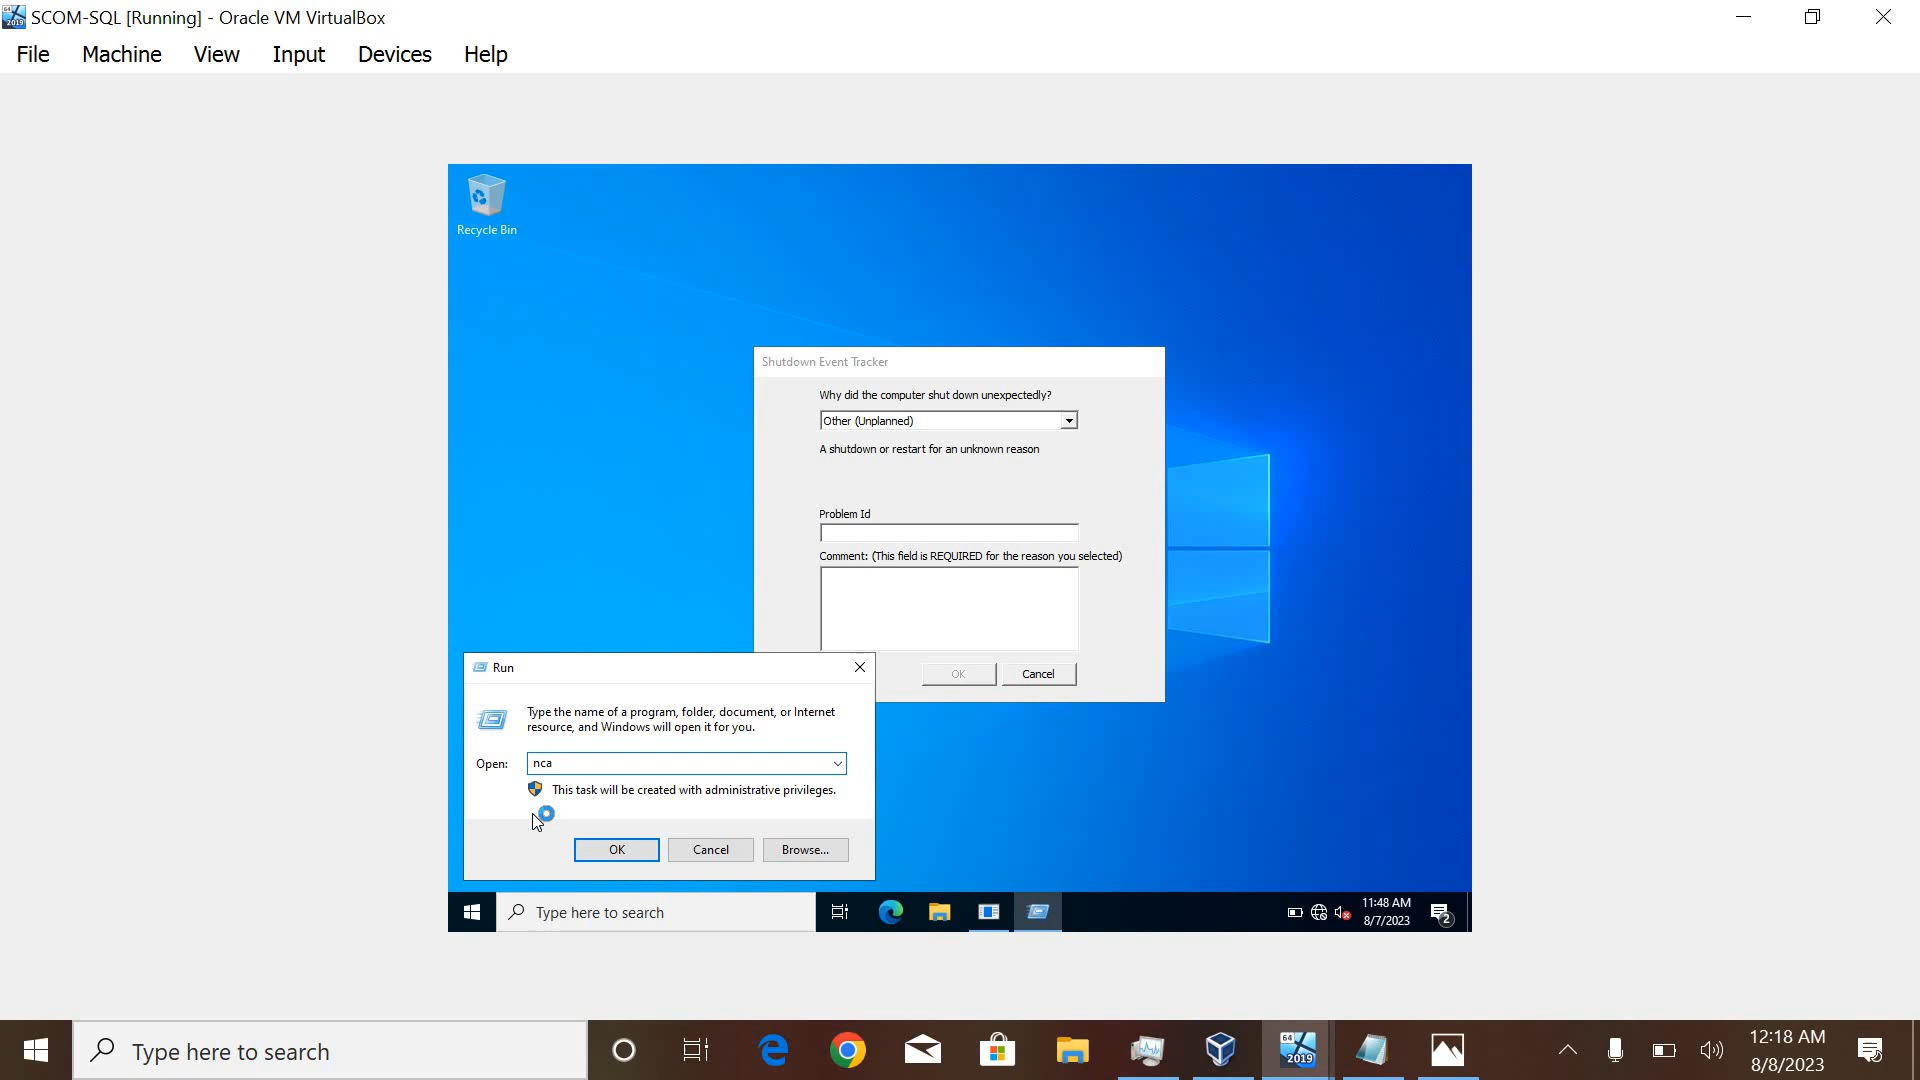 SCOM-SQL [Running] - Oracle VM VirtualBox
File Machine View Input Devices Help
Recycle Bin
Shutdown Event Tracker
Why did the computer shut down unexpectedly?
Other (Unplanned)
A shutdown or restart for an unknown reason
Problem Id
Comment: (This field is REQUIRED for the reason you selected)
OK Cancel
Run
Type the name of a program, folder, document, or Internet
resource, and Windows will open it for you.
Open: nca
This task will be created with administrative privileges.
OK Cancel Browse...
Type here to search
11:48 AM
8/7/2023
2
Type here to search
64
2019
12:18 AM
8/8/2023